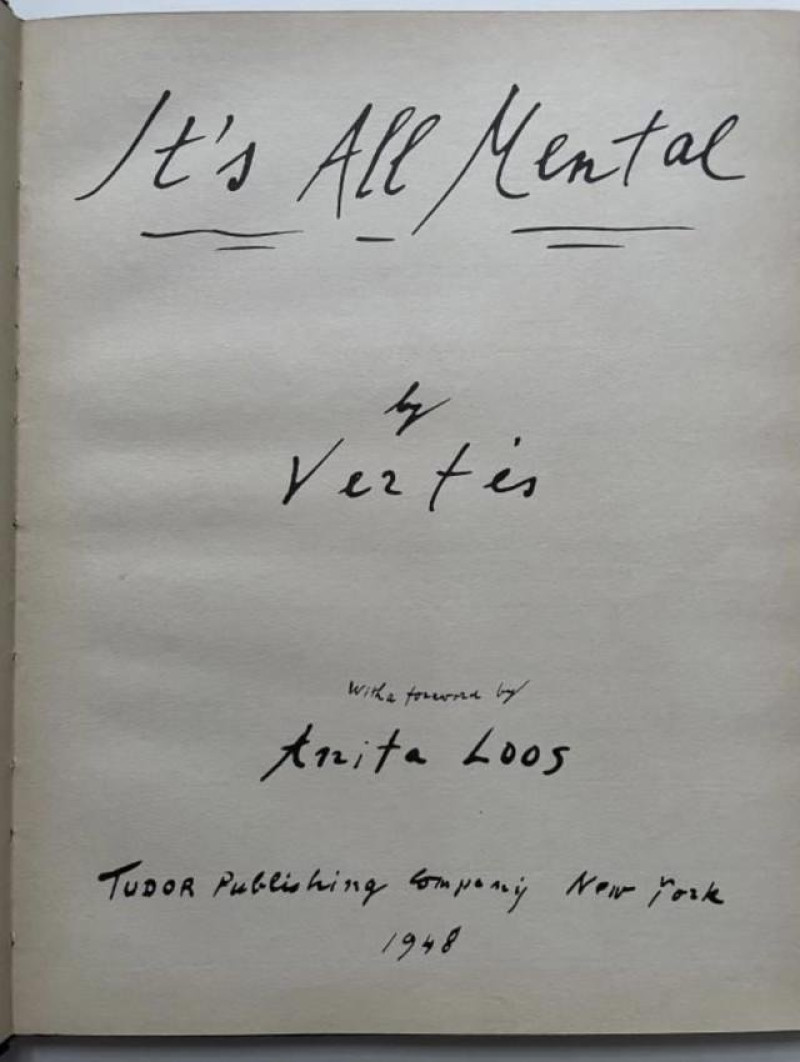 It's All Mental
by
Vertès
With a foreword by
Anita Loos
TUDOR Publishing Company New York
1948